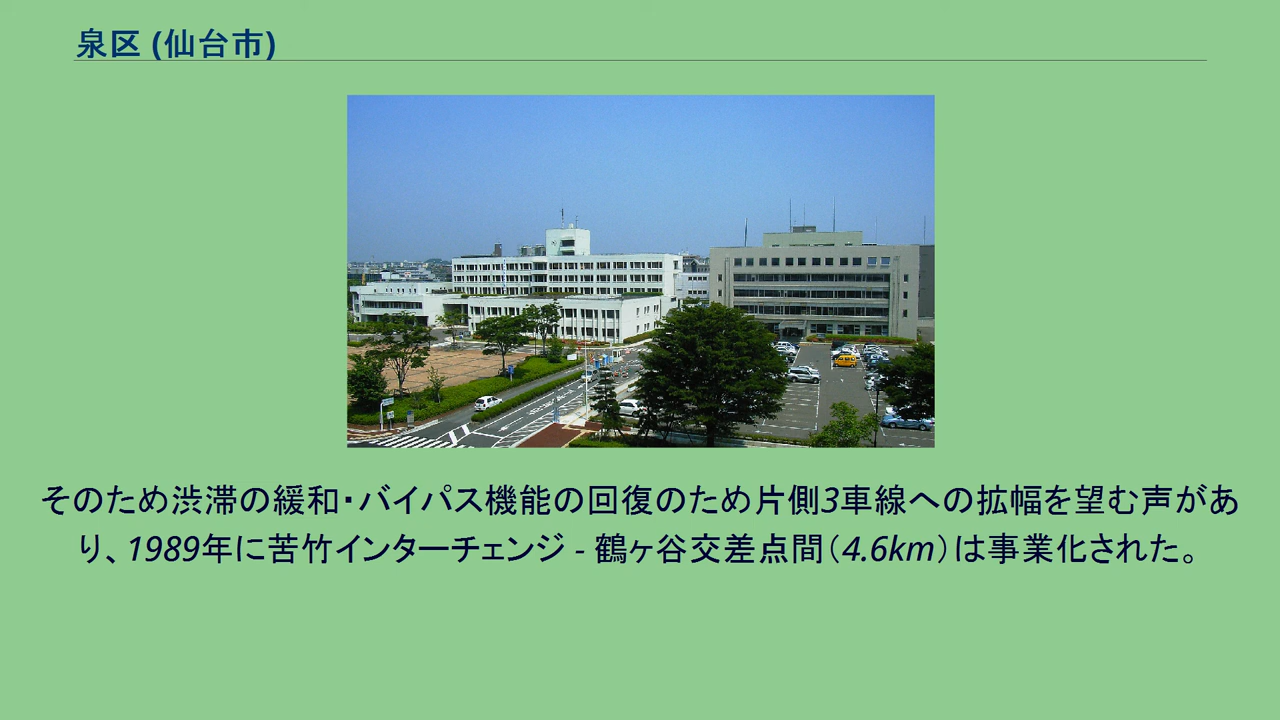 泉区 (仙台市)
そのため渋滞の緩和・バイパス機能の回復のため片側3車線への拡幅を望む声があ
り、1989年に苦竹インターチェンジ - 鶴ヶ谷交差点間（4.6km）は事業化された。